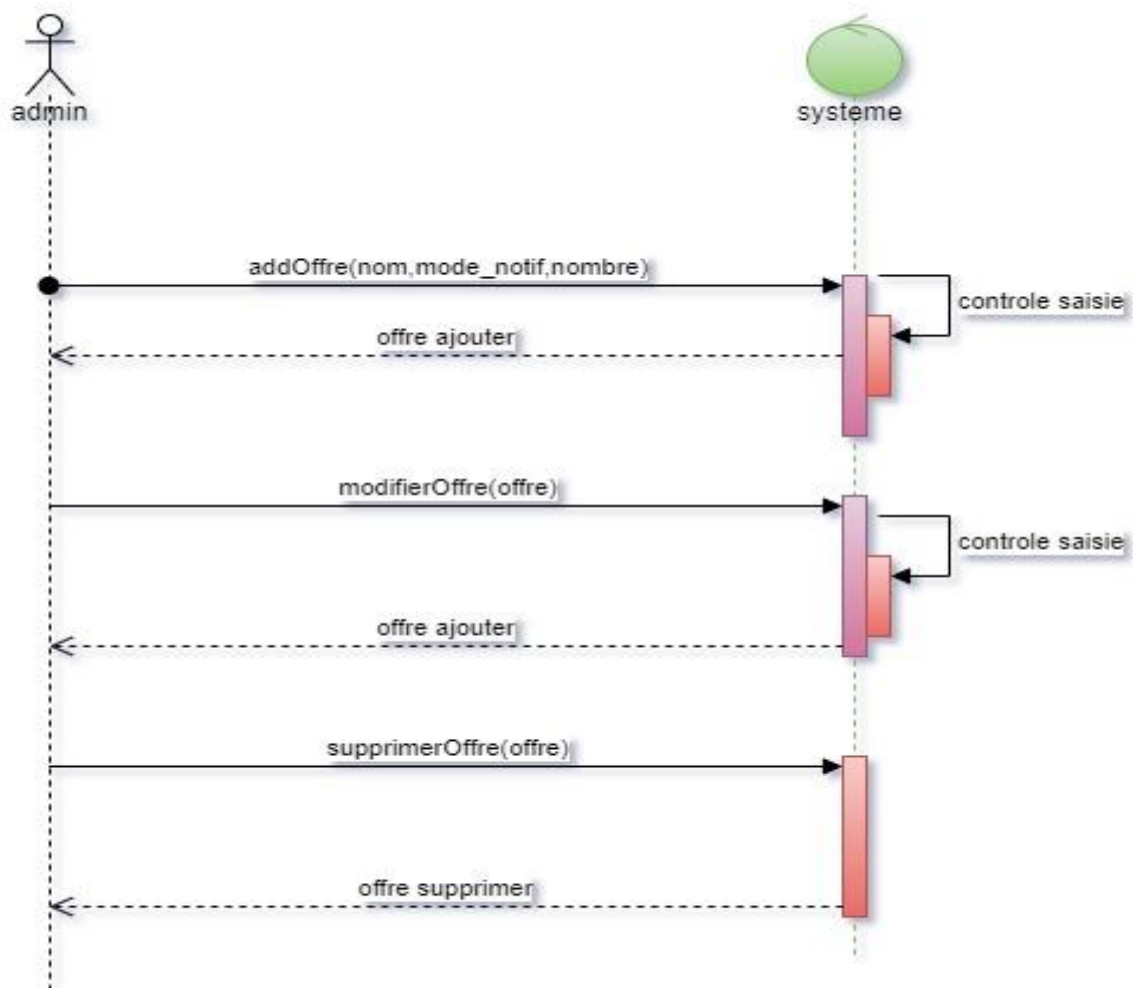 admin
systeme
addOffre(nom,mode_notif,nombre)
controle saisie
offre ajouter
modifierOffre(offre)
controle saisie
offre ajouter
supprimerOffre(offre)
offre supprimer